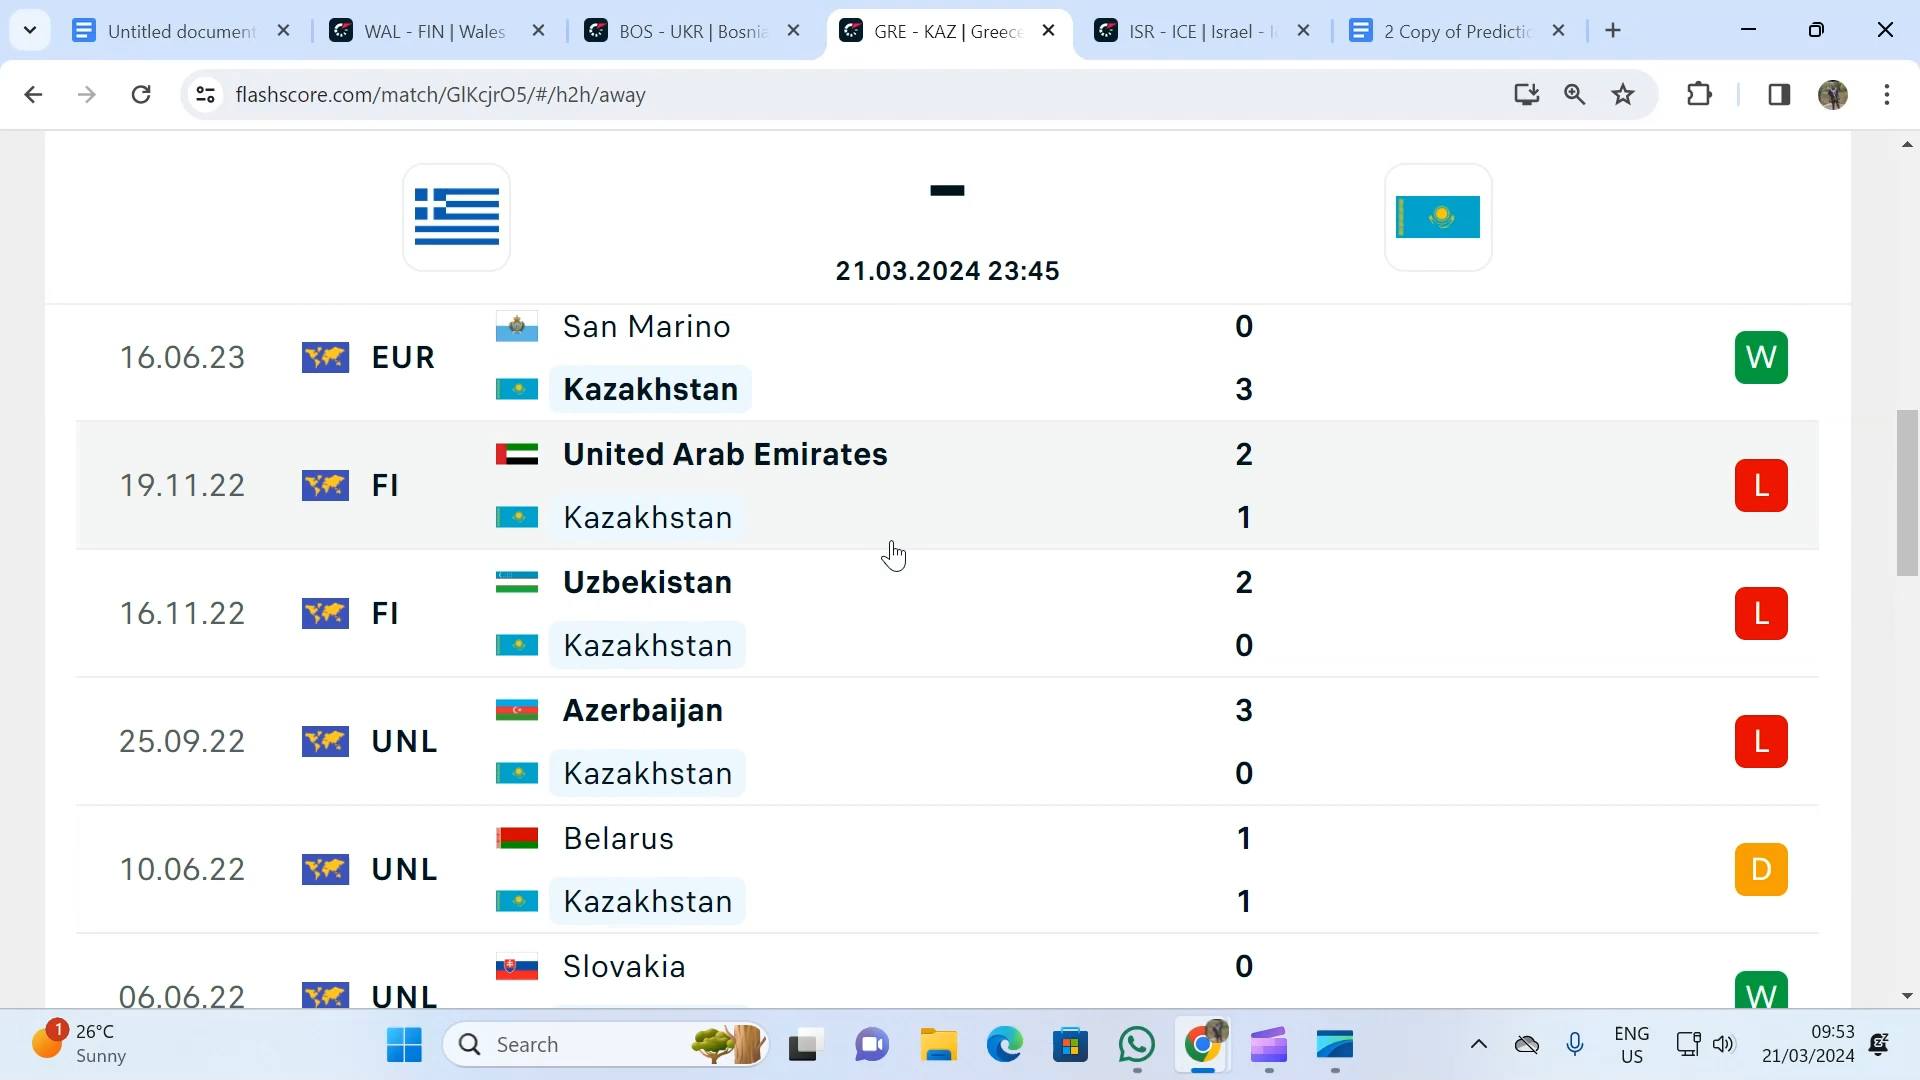 Untitled document
WAL - FIN | Wales
BOS - UKR | Bosnia
GRE - KAZ | Greece
ISR - ICE | Israel - I
2 Copy of Predictio
flashscore.com/match/GlKcjrO5/#/h2h/away
-
21.03.2024 23:45
16.06.23 EUR San Marino 0 W
Kazakhstan 3
19.11.22 FI United Arab Emirates 2 L
Kazakhstan 1
16.11.22 FI Uzbekistan 2 L
Kazakhstan 0
25.09.22 UNL Azerbaijan 3 L
Kazakhstan 0
10.06.22 UNL Belarus 1 D
Kazakhstan 1
06.06.22 UNL Slovakia 0 W
1
26°C
Sunny
Search
ENG
US
09:53
21/03/2024